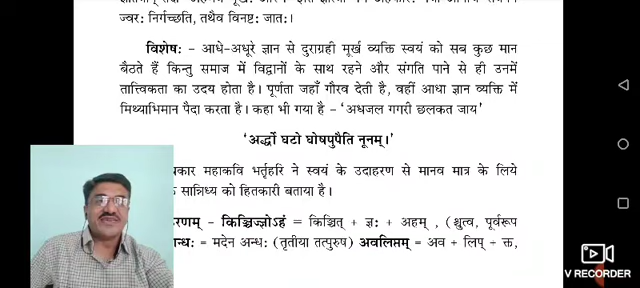 ज्वरः निर्गच्छति, तथैव विनष्टः जातः।
विशेषः - आधे-अधूरे ज्ञान से दुराग्रही मूर्ख व्यक्ति स्वयं को सब कुछ मान
बैठते हैं किन्तु समाज में विद्वानों के साथ रहने और संगति पाने से ही उनमें
तात्त्विकता का उदय होता है। पूर्णता जहाँ गौरव देती है, वहीं आधा ज्ञान व्यक्ति में
मिथ्याभिमान पैदा करता है। कहा भी गया है - ‘अधजल गगरी छलकत जाय’
‘अर्द्धो घटो घोषपुपैति नूनम्।’
कार महाकवि भर्तृहरि ने स्वयं के उदाहरण से मानव मात्र के लिये
सान्निध्य को हितकारी बताया है।
रणम् - किञ्चिज्ज्ञोऽहं = किञ्चित् + ज्ञः + अहम् , (श्चुत्व, पूर्वरूप
न्धः = मदेन अन्धः (तृतीया तत्पुरुष) अवलिप्तम् = अव + लिप् + क्त,
V RECORDER